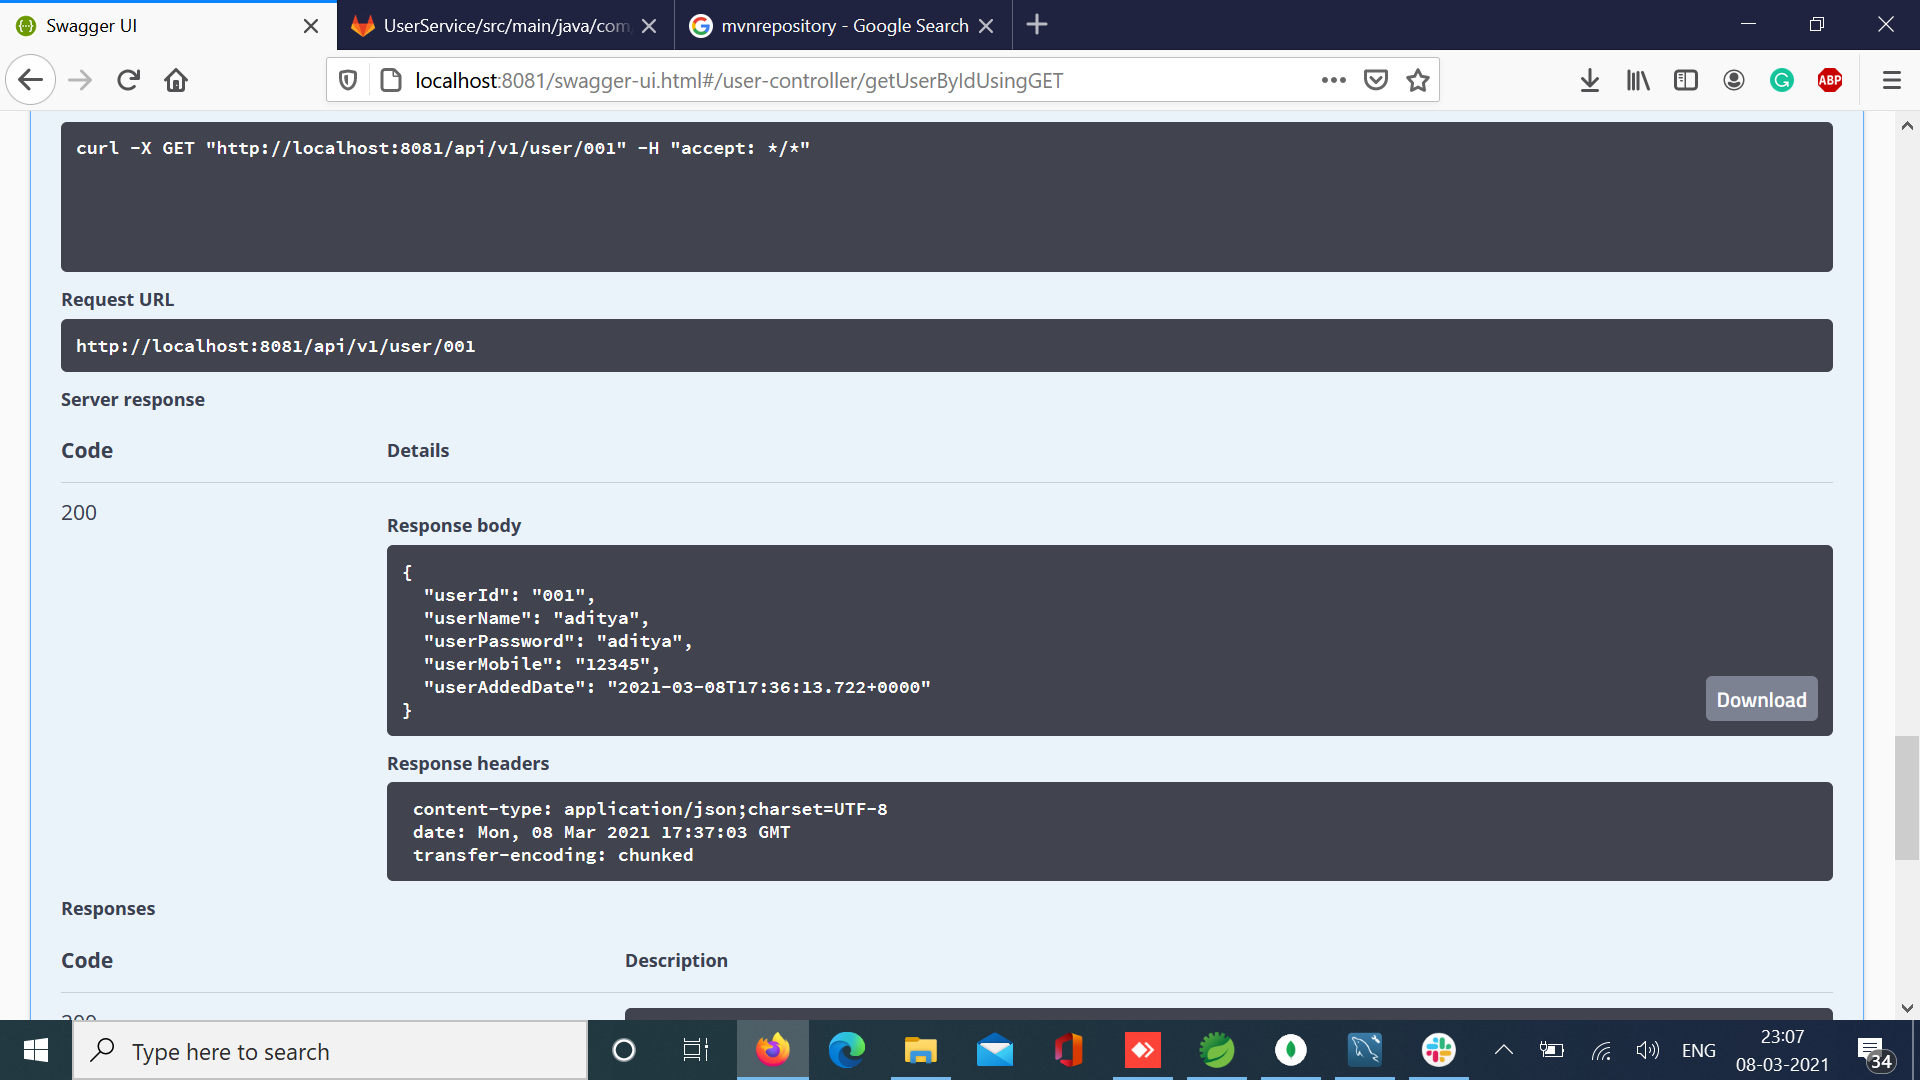 Swagger UI
UserService/src/main/java/com
mvnrepository - Google Search
localhost:8081/swagger-ui.html#/user-controller/getUserByIdUsingGET
ABP
curl -X GET "http://localhost:8081/api/v1/user/001" -H "accept: */*"
Request URL
http://localhost:8081/api/v1/user/001
Server response
Code Details
200
Response body
{
"userId": "001",
"userName": "aditya",
"userPassword": "aditya",
"userMobile": "12345",
"userAddedDate": "2021-03-08T17:36:13.722+0000"
}
Download
Response headers
content-type: application/json;charset=UTF-8
date: Mon, 08 Mar 2021 17:37:03 GMT
transfer-encoding: chunked
Responses
Code Description
200
Type here to search
ENG
23:07
08-03-2021
34